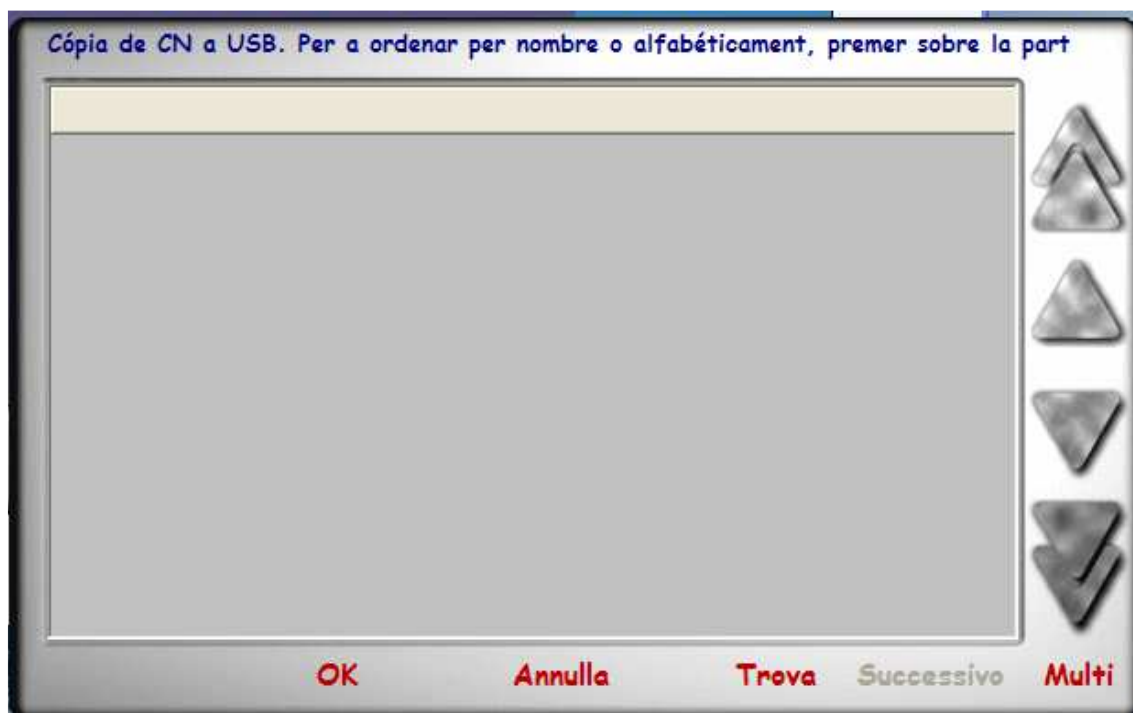 Cópia de CN a USB. Per a ordenar per nombre o alfabéticament, premer sobre la part
OK Annulla Trova Successivo Multi